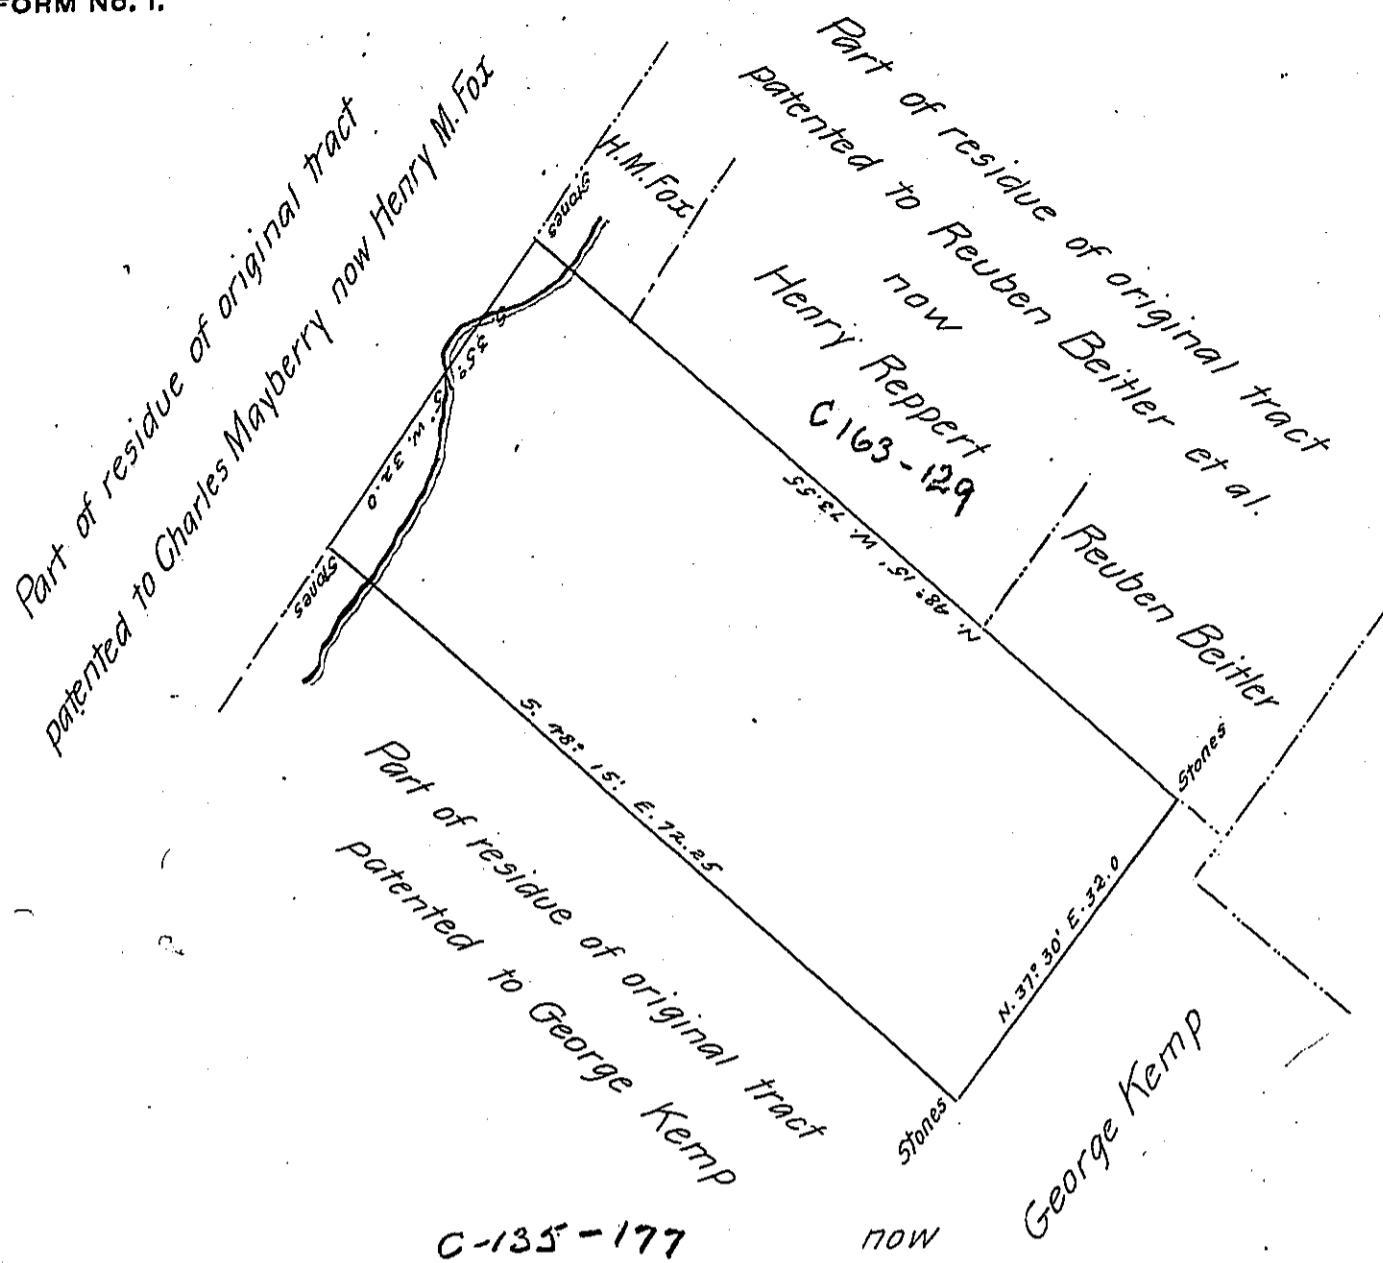 FORM No. 1.
Part of residue of original tract
patented to Charles Mayberry now Henry M. Fox
Part of residue of original tract
patented to Reuben Beitler et al.
now
H.M. Fox
Henry Reppert
C163-129
Reuben Beitler
Stones
S. 35° 15' W. 32.0
Stones
N. 48° 15' W. 73.55
Stones
S. 48° 15' E. 72.25
N. 37° 30' E. 32.0
Stones
Part of residue of original tract
patented to George Kemp
now
George Kemp
C-135-177